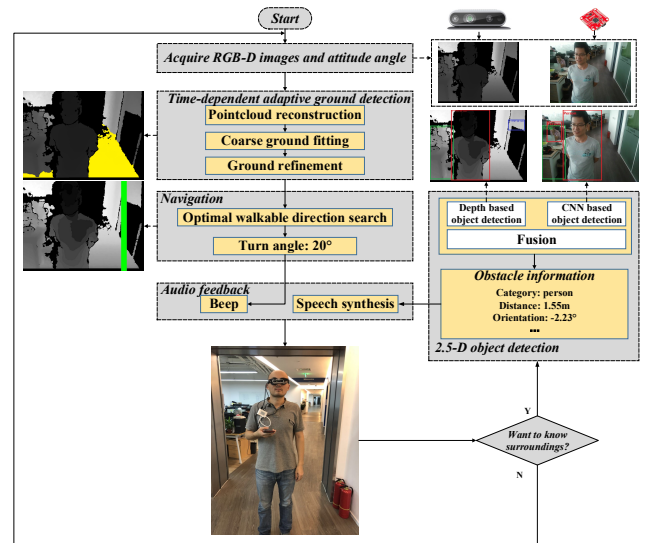 Start
Acquire RGB-D images and attitude angle
Time-dependent adaptive ground detection
Pointcloud reconstruction
Coarse ground fitting
Ground refinement
Navigation
Optimal walkable direction search
Turn angle: 20°
Audio feedback
Beep
Speech synthesis
Depth based
object detection
CNN based
object detection
Fusion
Obstacle information
Category: person
Distance: 1.55m
Orientation: -2.23°
...
2.5-D object detection
Y
Want to know
surroundings?
N